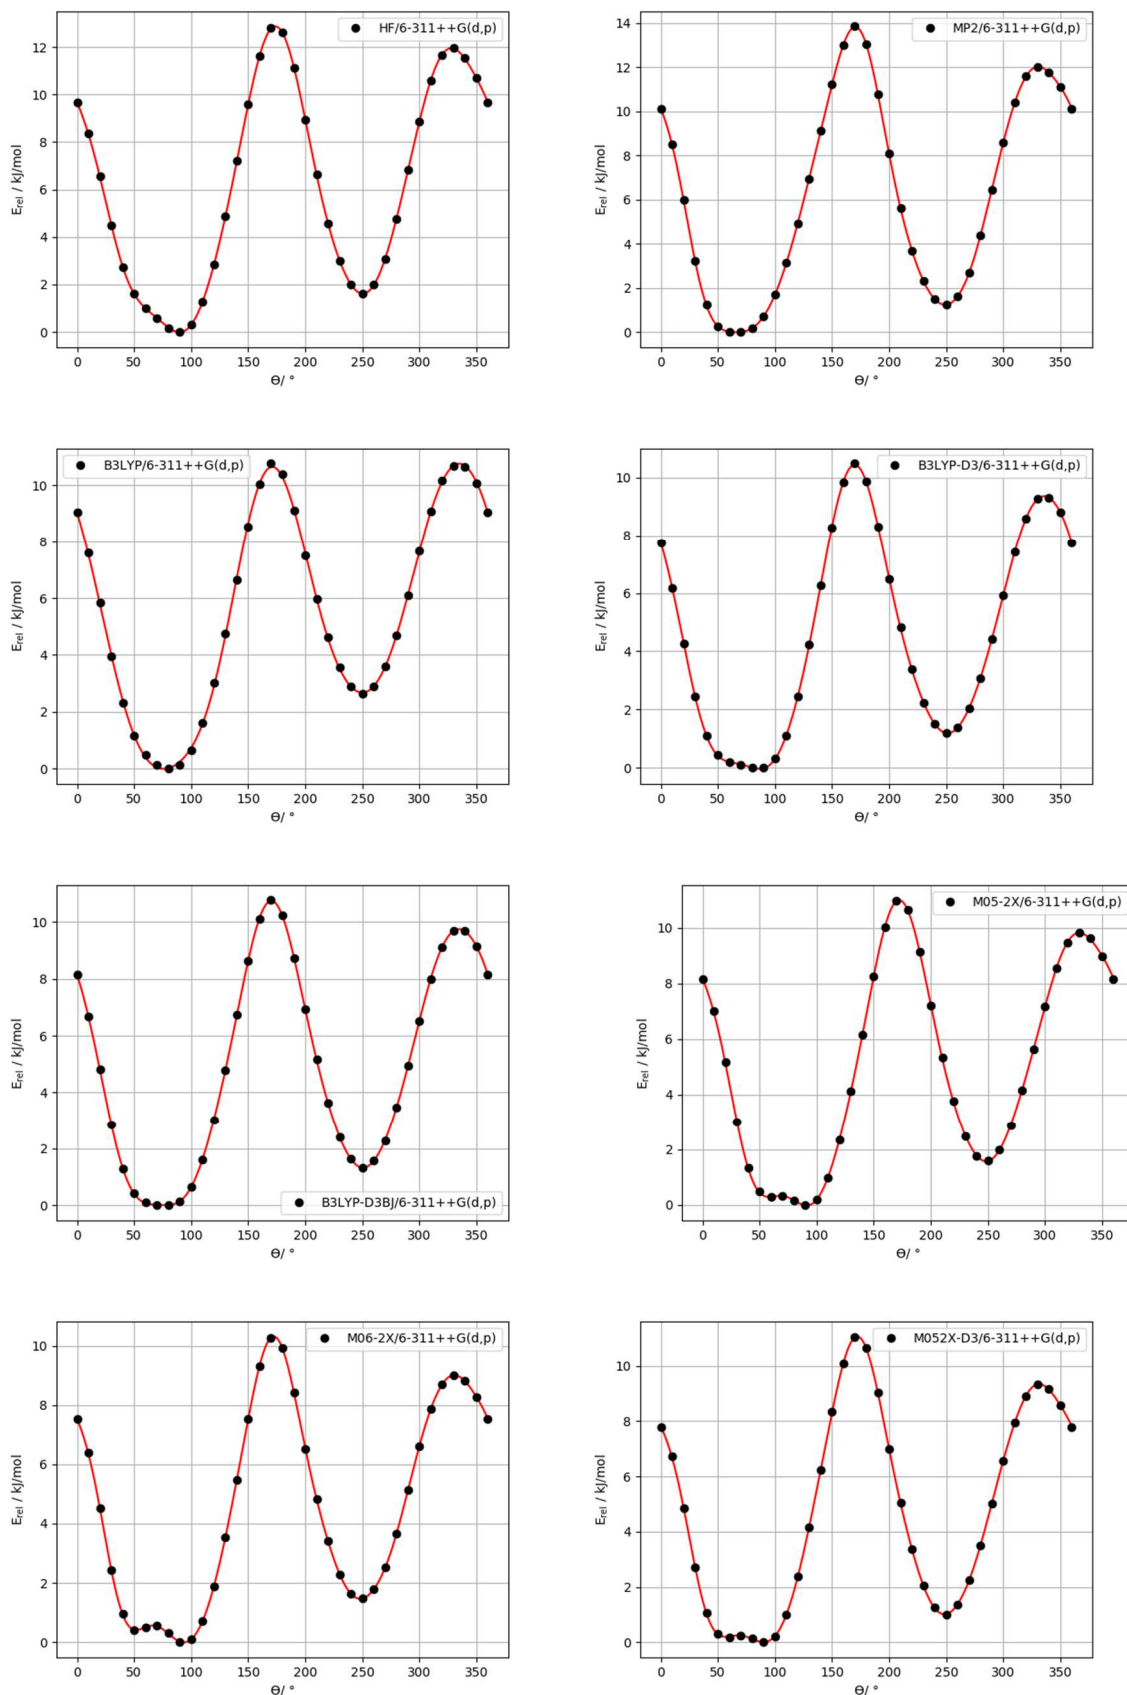 HF/6-311++G(d,p)
12
10
8
6
4
2
0
E_rel / kJ/mol
0 50 100 150 200 250 300 350
Θ/ °
MP2/6-311++G(d,p)
14
12
10
8
6
4
2
0
E_rel / kJ/mol
0 50 100 150 200 250 300 350
Θ/ °
B3LYP/6-311++G(d,p)
10
8
6
4
2
0
E_rel / kJ/mol
0 50 100 150 200 250 300 350
Θ/ °
B3LYP-D3/6-311++G(d,p)
10
8
6
4
2
0
E_rel / kJ/mol
0 50 100 150 200 250 300 350
Θ/ °
10
8
6
4
2
0
E_rel / kJ/mol
B3LYP-D3BJ/6-311++G(d,p)
0 50 100 150 200 250 300 350
Θ/ °
M05-2X/6-311++G(d,p)
10
8
6
4
2
0
E_rel / kJ/mol
0 50 100 150 200 250 300 350
Θ/ °
M06-2X/6-311++G(d,p)
10
8
6
4
2
0
E_rel / kJ/mol
0 50 100 150 200 250 300 350
Θ/ °
M052X-D3/6-311++G(d,p)
10
8
6
4
2
0
E_rel / kJ/mol
0 50 100 150 200 250 300 350
Θ/ °